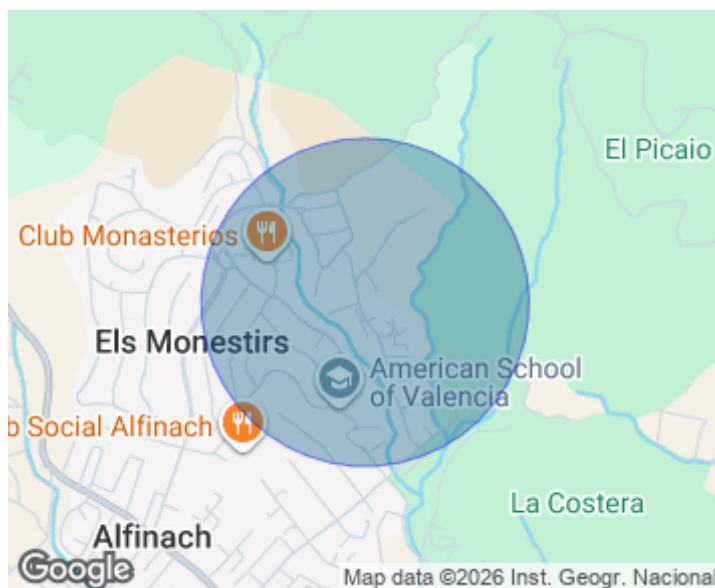 El Picaio
Club Monasterios
Els Monestirs
American School
of Valencia
b Social Alfinach
La Costera
Alfinach
Google
Map data ©2026 Inst. Geogr. Nacional